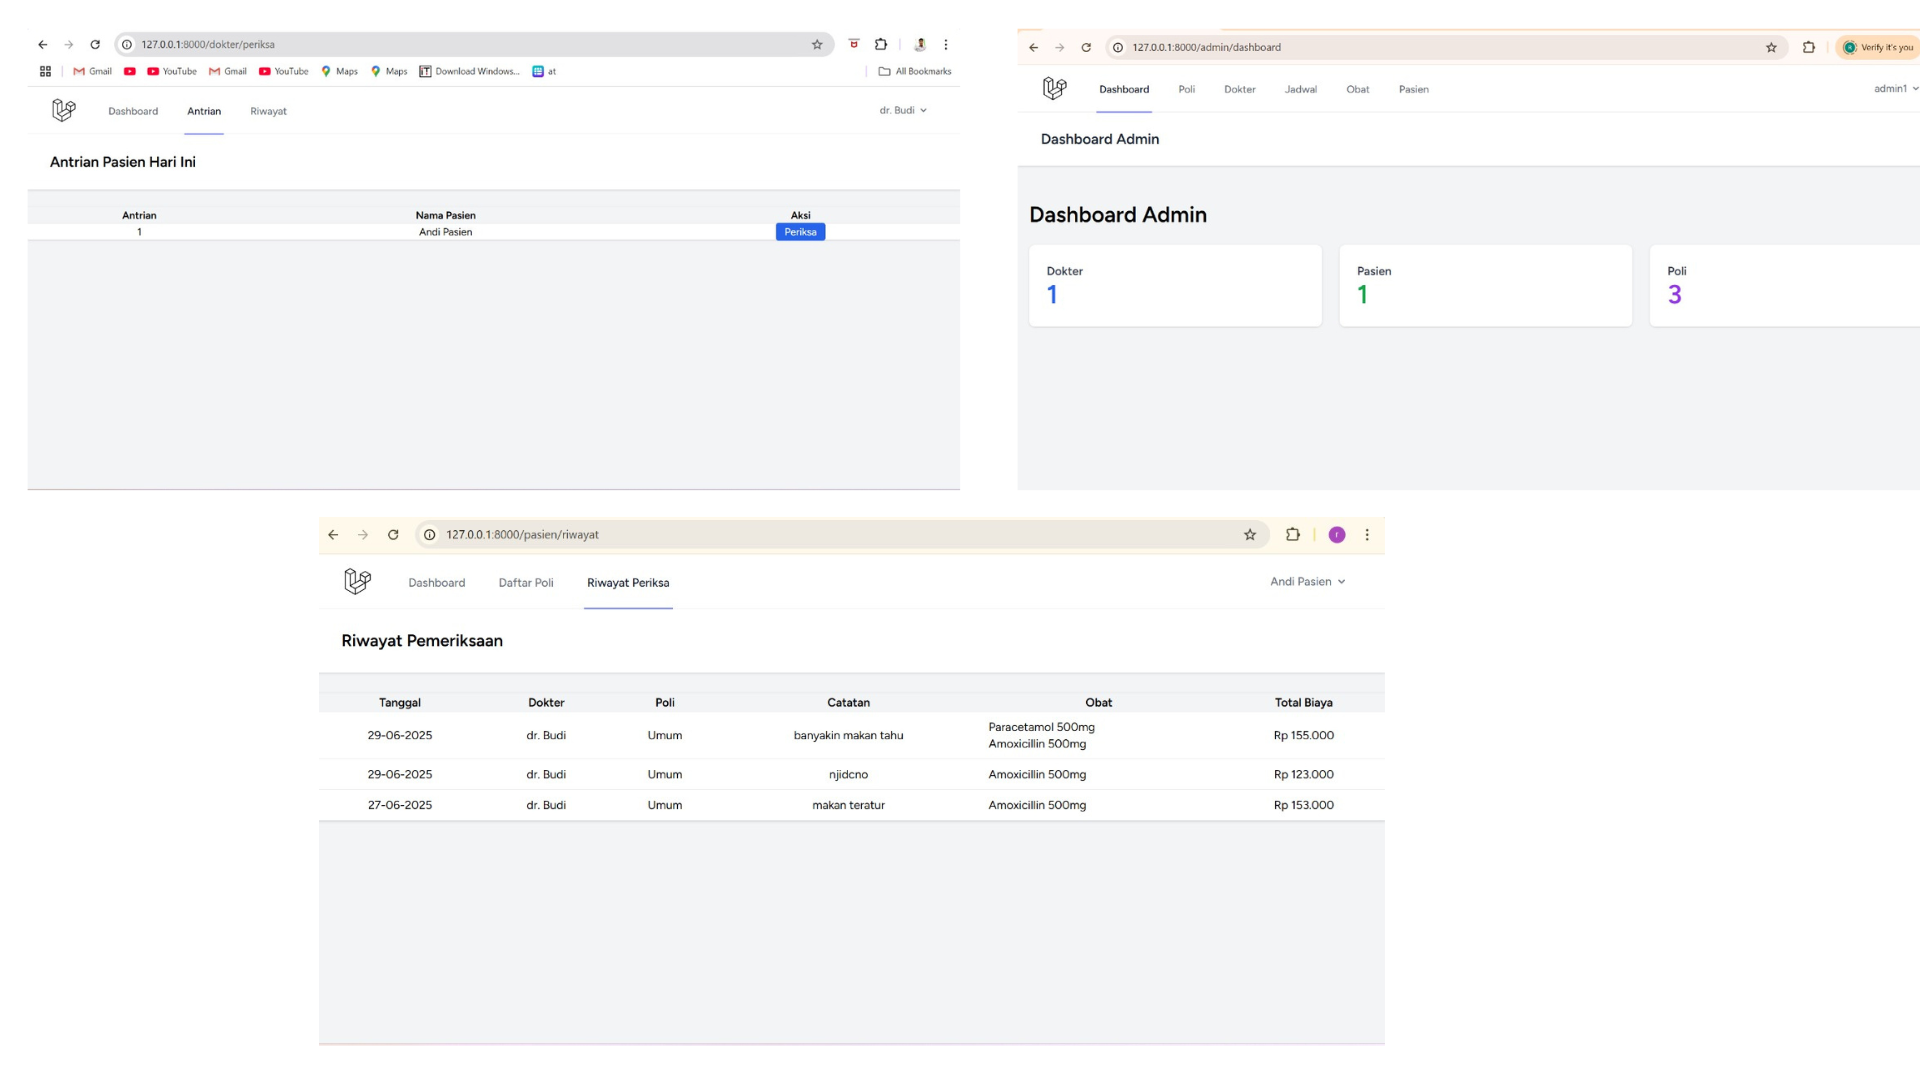 127.0.0.1:8000/dokter/periksa
Gmail YouTube Gmail YouTube Maps Maps Download Windows... at All Bookmarks
Dashboard Antrian Riwayat dr. Budi
Antrian Pasien Hari Ini
Antrian Nama Pasien Aksi
1 Andi Pasien Periksa
127.0.0.1:8000/admin/dashboard Verify it's you
Dashboard Poli Dokter Jadwal Obat Pasien admin1
Dashboard Admin
Dashboard Admin
Dokter Pasien Poli
1 1 3
127.0.0.1:8000/pasien/riwayat r
Dashboard Daftar Poli Riwayat Periksa Andi Pasien
Riwayat Pemeriksaan
Tanggal Dokter Poli Catatan Obat Total Biaya
29-06-2025 dr. Budi Umum banyakin makan tahu Paracetamol 500mg Rp 155.000
Amoxicillin 500mg
29-06-2025 dr. Budi Umum njidcno Amoxicillin 500mg Rp 123.000
27-06-2025 dr. Budi Umum makan teratur Amoxicillin 500mg Rp 153.000